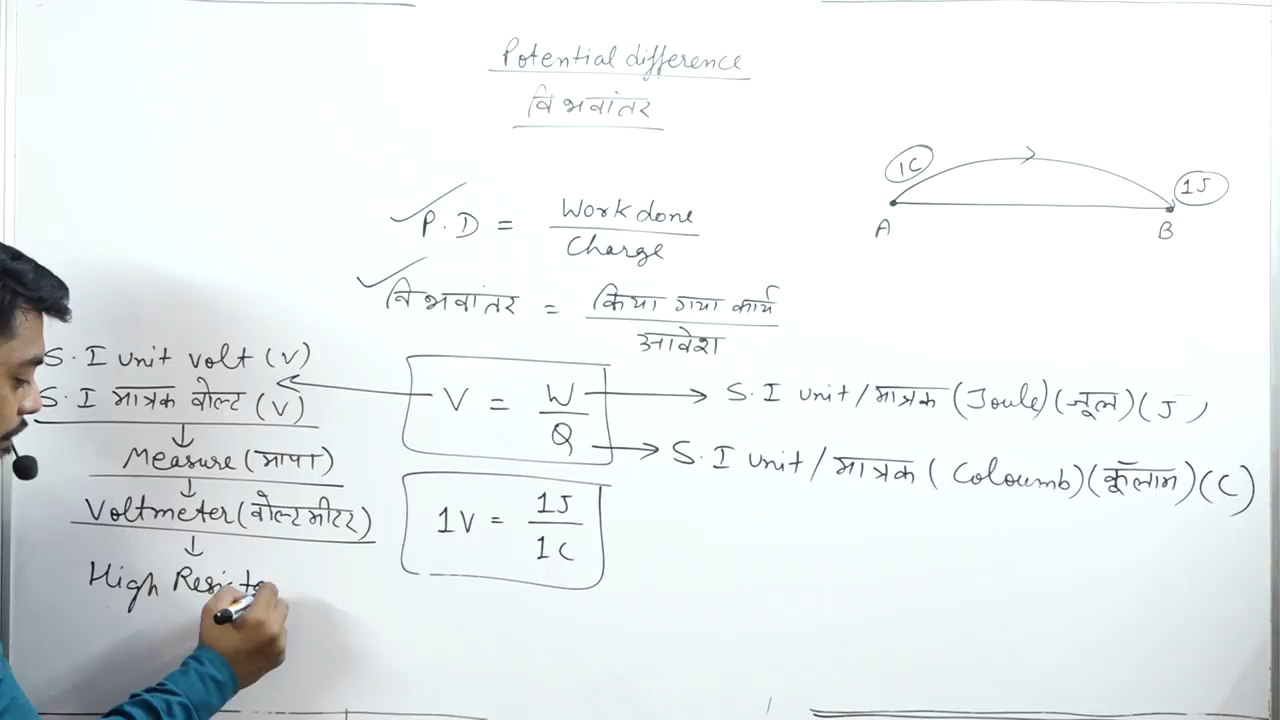 Potential difference
विभवांतर
1C
1J
A
B
P.D = Work done / Charge
विभवांतर = किया गया कार्य / आवेश
S.I unit volt (V)
S.I मात्रक वोल्ट (V)
Measure (मापा)
Voltmeter (वोल्टमीटर)
High
V = W / Q
S.I unit/मात्रक (Joule) (जूल) (J)
S.I unit/मात्रक (Coloumb) (कूॅलाम) (C)
1V = 1J / 1C